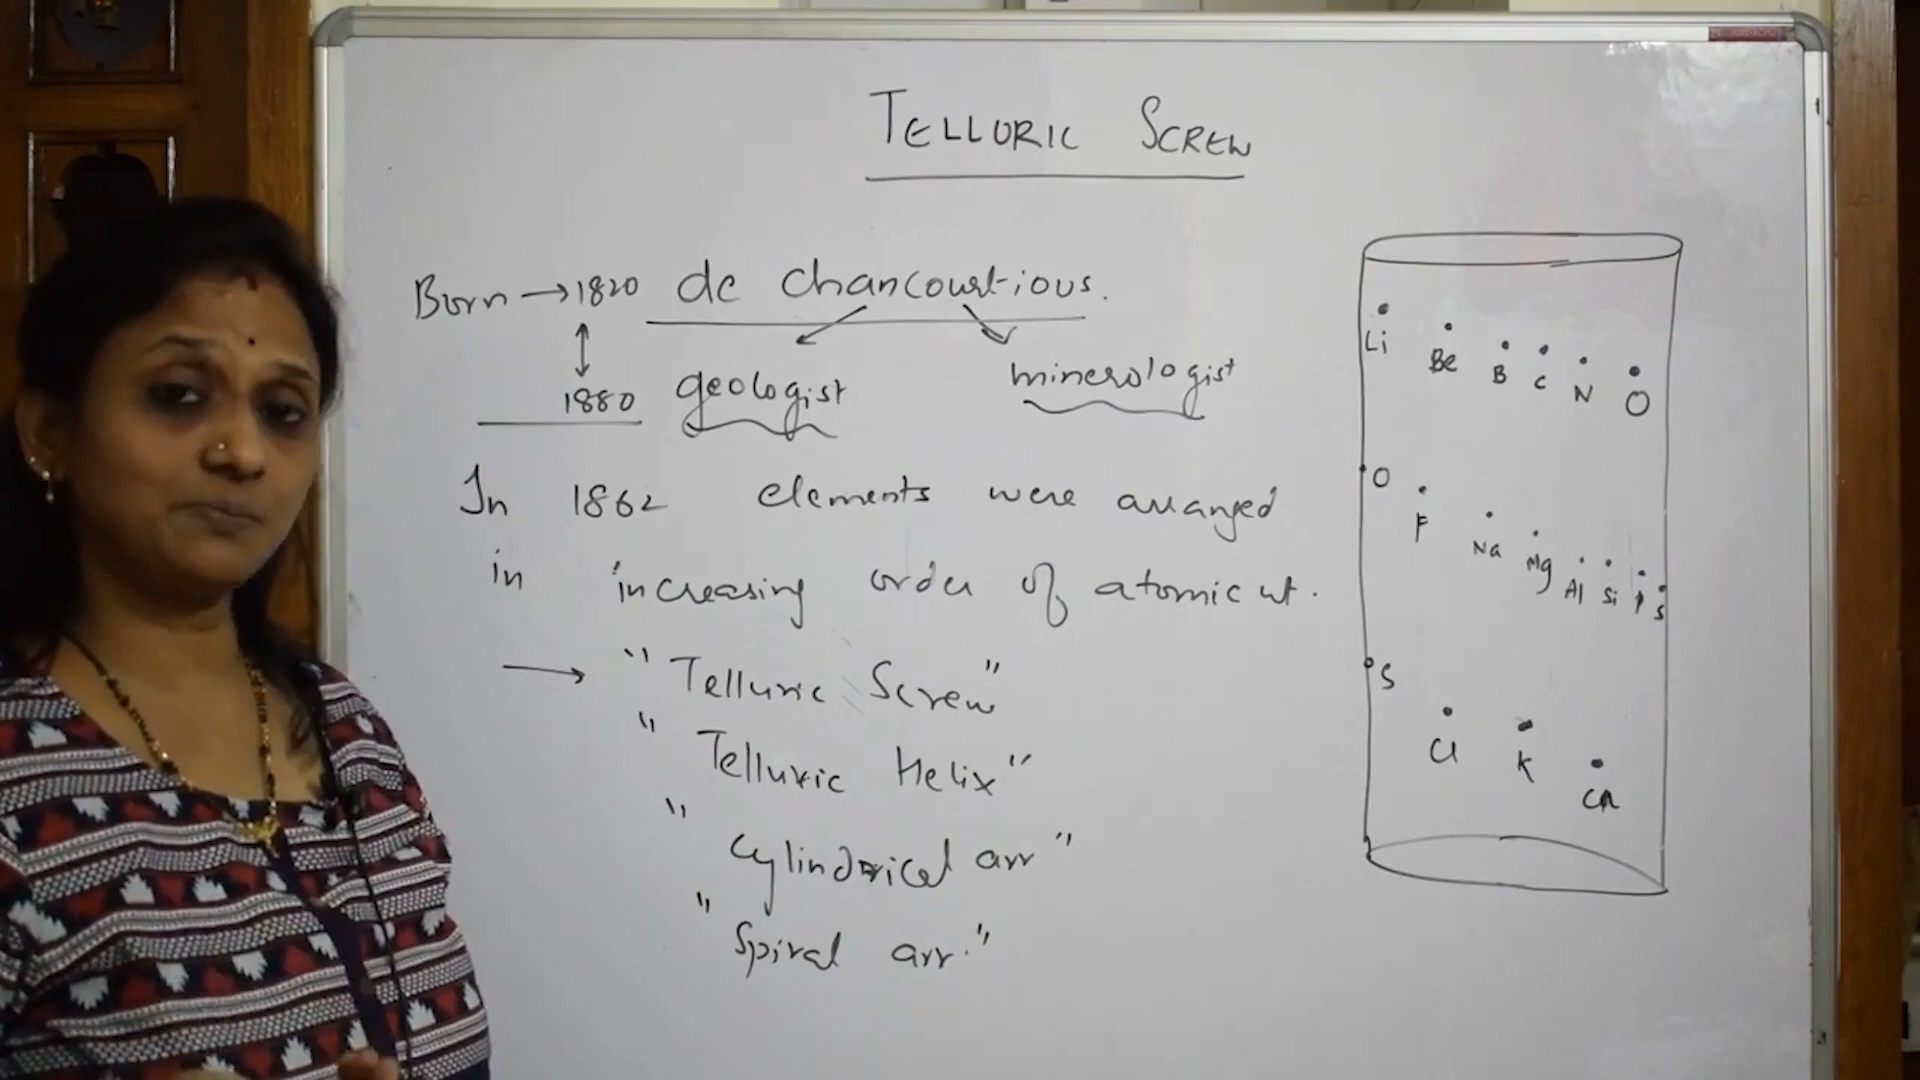 TELLURIC SCREW
Born → 1820 de chancourtious.
1880 geologist minerologist
In 1862 elements were arranged
in increasing order of atomic wt.
→ "Telluric Screw"
"Telluric Helix"
"Cylindrical arr"
"Spiral arr."
Li Be B C N O
O F Na Mg Al Si P S
S Cl K Ca